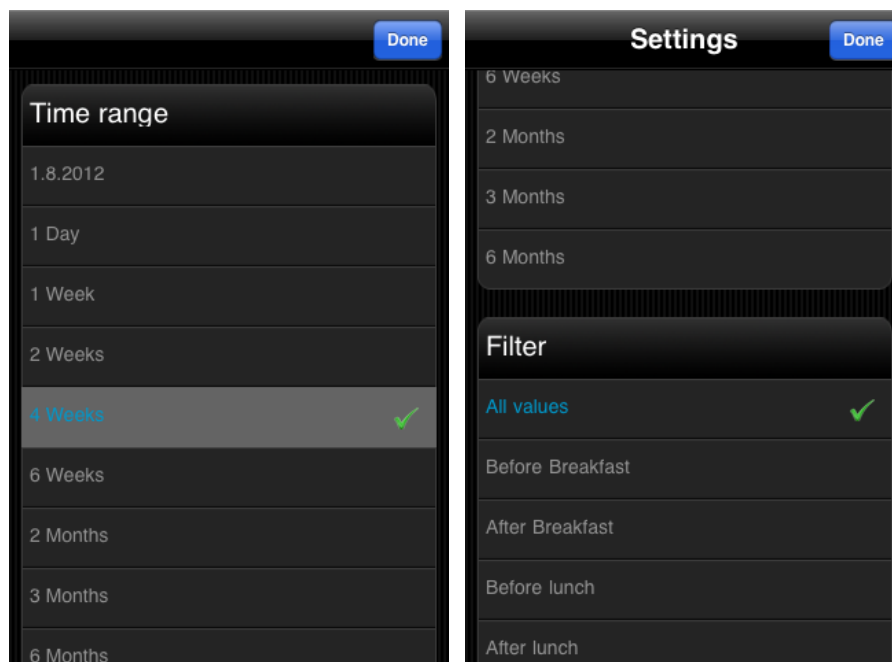 Done
Time range
1.8.2012
1 Day
1 Week
2 Weeks
4 Weeks
6 Weeks
2 Months
3 Months
6 Months
Settings
Done
6 Weeks
2 Months
3 Months
6 Months
Filter
All values
Before Breakfast
After Breakfast
Before lunch
After lunch